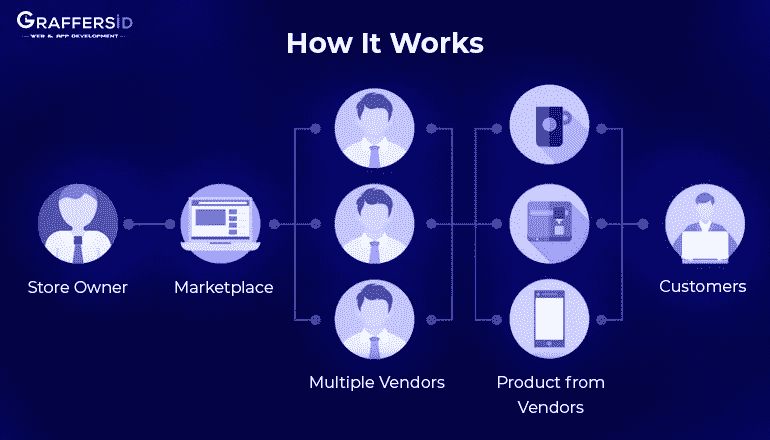 GRAFFERSID
WEB & APP DEVELOPMENT
How It Works
Store Owner
Marketplace
Multiple Vendors
Product from
Vendors
Customers